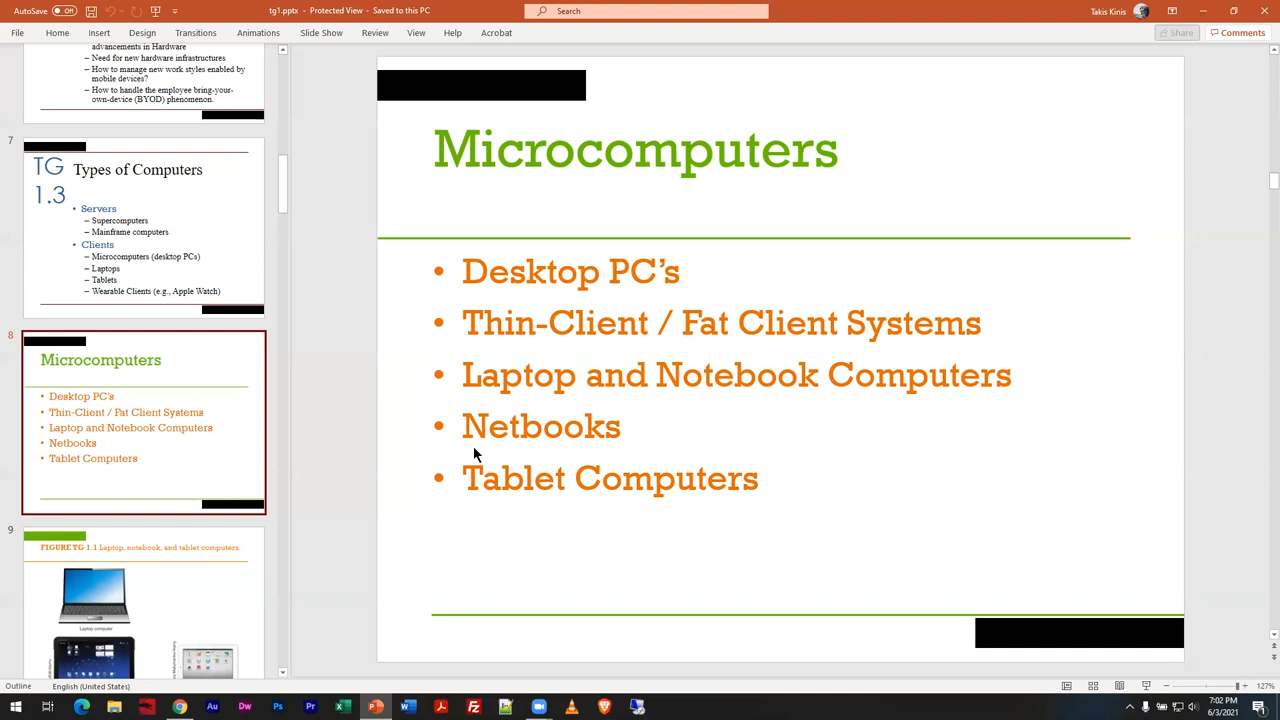 AutoSave Off
tg1.pptx - Protected View - Saved to this PC
Search
Takis Kinis
File Home Insert Design Transitions Animations Slide Show Review View Help Acrobat
Share Comments
advancements in Hardware
– Need for new hardware infrastructures
– How to manage new work styles enabled by
mobile devices?
– How to handle the employee bring-your-
own-device (BYOD) phenomenon.
7
TG
1.3
Types of Computers
• Servers
– Supercomputers
– Mainframe computers
• Clients
– Microcomputers (desktop PCs)
– Laptops
– Tablets
– Wearable Clients (e.g., Apple Watch)
8
Microcomputers
• Desktop PC's
• Thin-Client / Fat Client Systems
• Laptop and Notebook Computers
• Netbooks
• Tablet Computers
9
FIGURE TG 1.1 Laptop, notebook, and tablet computers.
Laptop computer
Microcomputers
• Desktop PC’s
• Thin-Client / Fat Client Systems
• Laptop and Notebook Computers
• Netbooks
• Tablet Computers
Outline English (United States)
127%
7:02 PM
6/3/2021